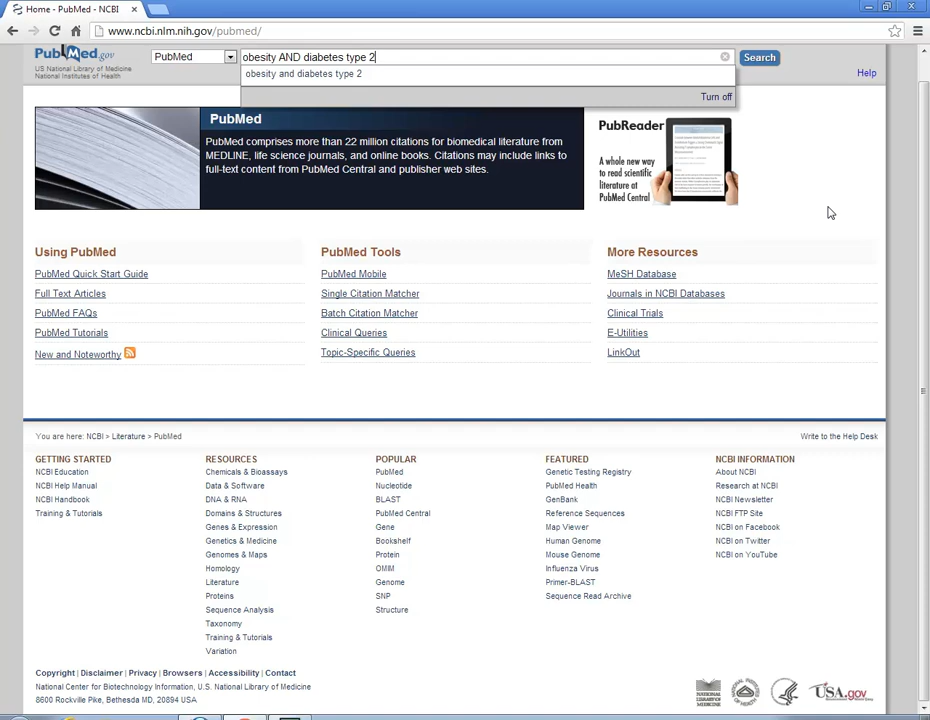 Home - PubMed - NCBI
www.ncbi.nlm.nih.gov/pubmed/
PubMed.gov
US National Library of Medicine
National Institutes of Health
PubMed
obesity AND diabetes type 2
Search
obesity and diabetes type 2
Help
Turn off
PubMed
PubMed comprises more than 22 million citations for biomedical literature from
MEDLINE, life science journals, and online books. Citations may include links to
full-text content from PubMed Central and publisher web sites.
PubReader
A whole new way
to read scientific
literature at
PubMed Central
Using PubMed
PubMed Quick Start Guide
Full Text Articles
PubMed FAQs
PubMed Tutorials
New and Noteworthy
PubMed Tools
PubMed Mobile
Single Citation Matcher
Batch Citation Matcher
Clinical Queries
Topic-Specific Queries
More Resources
MeSH Database
Journals in NCBI Databases
Clinical Trials
E-Utilities
LinkOut
You are here: NCBI > Literature > PubMed
Write to the Help Desk
GETTING STARTED
NCBI Education
NCBI Help Manual
NCBI Handbook
Training & Tutorials
RESOURCES
Chemicals & Bioassays
Data & Software
DNA & RNA
Domains & Structures
Genes & Expression
Genetics & Medicine
Genomes & Maps
Homology
Literature
Proteins
Sequence Analysis
Taxonomy
Training & Tutorials
Variation
POPULAR
PubMed
Nucleotide
BLAST
PubMed Central
Gene
Bookshelf
Protein
OMIM
Genome
SNP
Structure
FEATURED
Genetic Testing Registry
PubMed Health
GenBank
Reference Sequences
Map Viewer
Human Genome
Mouse Genome
Influenza Virus
Primer-BLAST
Sequence Read Archive
NCBI INFORMATION
About NCBI
Research at NCBI
NCBI Newsletter
NCBI FTP Site
NCBI on Facebook
NCBI on Twitter
NCBI on YouTube
Copyright | Disclaimer | Privacy | Browsers | Accessibility | Contact
National Center for Biotechnology Information, U.S. National Library of Medicine
8600 Rockville Pike, Bethesda MD, 20894 USA
NATIONAL
LIBRARY OF
MEDICINE
USA.gov